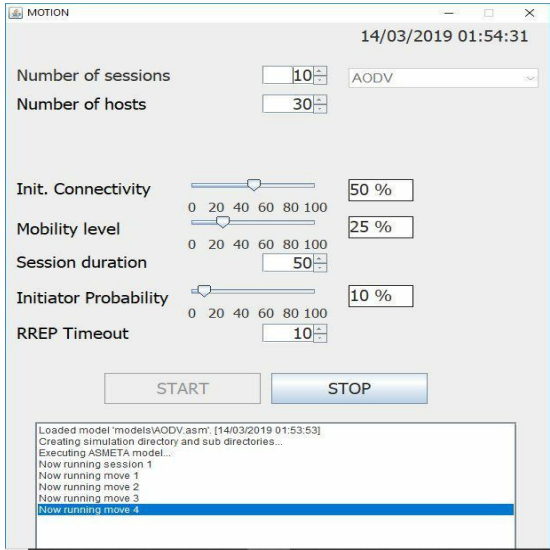 MOTION
14/03/2019 01:54:31
Number of sessions 10 AODV
Number of hosts 30
Init. Connectivity 50 %
0 20 40 60 80 100
Mobility level 25 %
0 20 40 60 80 100
Session duration 50
Initiator Probability 10 %
0 20 40 60 80 100
RREP Timeout 10
START STOP
Loaded model 'models\AODV.asm'. [14/03/2019 01:53:53]
Creating simulation directory and sub directories...
Executing ASMETA model...
Now running session 1
Now running move 1
Now running move 2
Now running move 3
Now running move 4